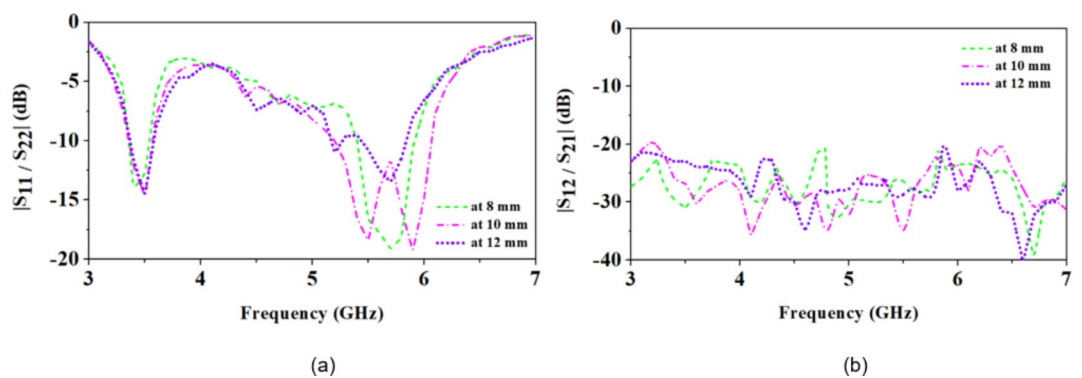 0
-5
-10
-15
-20
|S11 / S22| (dB)
at 8 mm
at 10 mm
at 12 mm
3 4 5 6 7
Frequency (GHz)
(a)
0
-10
-20
-30
-40
|S12 / S21| (dB)
at 8 mm
at 10 mm
at 12 mm
3 4 5 6 7
Frequency (GHz)
(b)